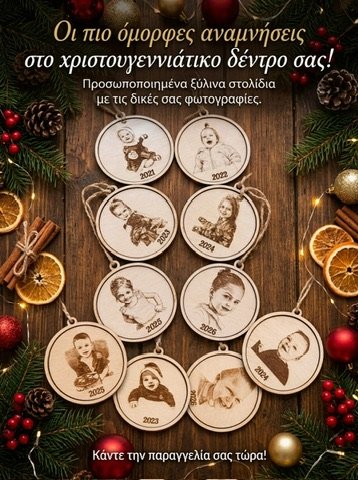 Οι πιο όμορφες αναμνήσεις
στο χριστουγεννιάτικο δέντρο σας!
Προσωποποιημένα ξύλινα στολίδια
με τις δικές σας φωτογραφίες.
2021
2022
2023
2024
2025
2026
2025
2023
2024
Κάντε την παραγγελία σας τώρα!